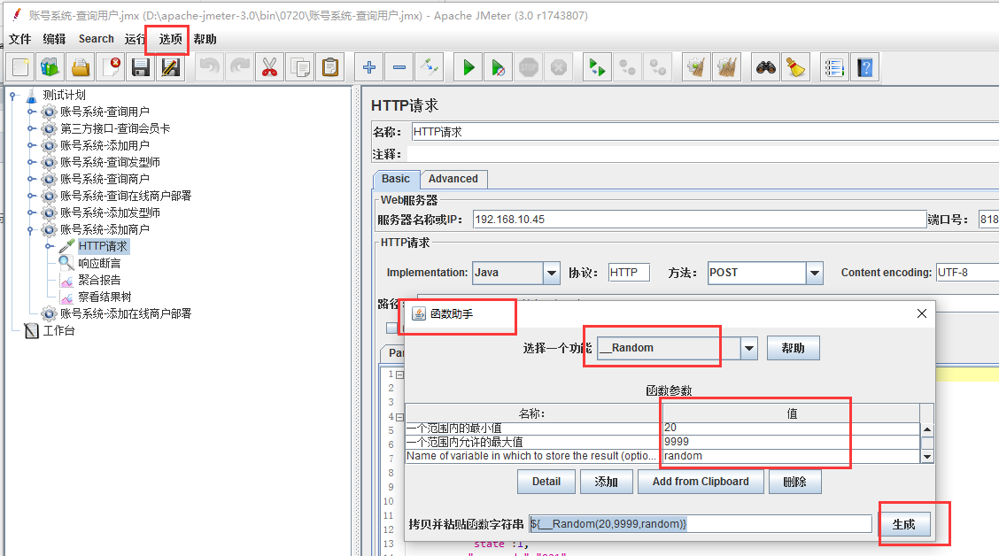 账号系统-查询用户.jmx (D:\apache-jmeter-3.0\bin\0720\账号系统-查询用户.jmx) - Apache JMeter (3.0 r1743807)
文件 编辑 Search 运行 选项 帮助
STOP
测试计划
账号系统-查询用户
第三方接口-查询会员卡
账号系统-添加用户
账号系统-查询发型师
账号系统-查询商户
账号系统-查询在线商户部署
账号系统-添加发型师
账号系统-添加商户
HTTP请求
响应断言
聚合报告
察看结果树
账号系统-添加在线商户部署
工作台
HTTP请求
名称: HTTP请求
注释:
Basic Advanced
Web服务器
服务器名称或IP: 192.168.10.45 端口号: 818
HTTP请求
Implementation: Java 协议: HTTP 方法: POST Content encoding: UTF-8
路径:
Pa
1
2
3
4
5
6
7
8
9
10
11
12
13
函数助手
选择一个功能 __Random 帮助
函数参数
名称: 值
一个范围内的最小值 20
一个范围内允许的最大值 9999
Name of variable in which to store the result (optio... random
Detail 添加 Add from Clipboard 删除
拷贝并粘贴函数字符串 ${__Random(20,9999,random)} 生成
state :1,